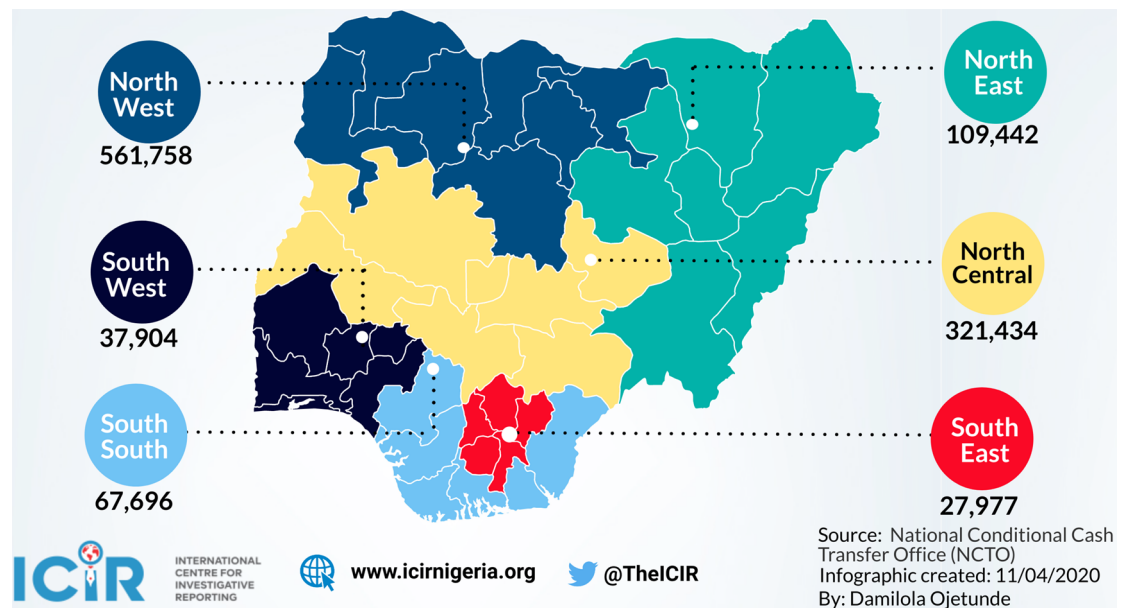 North
West
561,758
North
East
109,442
South
West
37,904
North
Central
321,434
South
South
67,696
South
East
27,977
Source: National Conditional Cash
Transfer Office (NCTO)
Infographic created: 11/04/2020
By: Damilola Ojetunde
ICIR
INTERNATIONAL
CENTRE FOR
INVESTIGATIVE
REPORTING
www.icirnigeria.org
@TheICIR